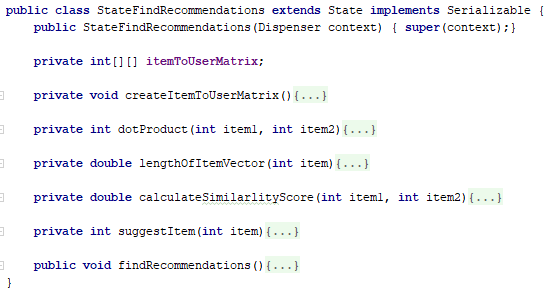 public class StateFindRecommendations extends State implements Serializable {
    public StateFindRecommendations(Dispenser context) { super(context);}
    private int[][] itemToUserMatrix;
    private void createItemToUserMatrix(){...}
    private int dotProduct(int item1, int item2){...}
    private double lengthOfItemVector(int item){...}
    private double calculateSimilarlityScore(int item1, int item2){...}
    private int suggestItem(int item){...}
    public void findRecommendations(){...}
}